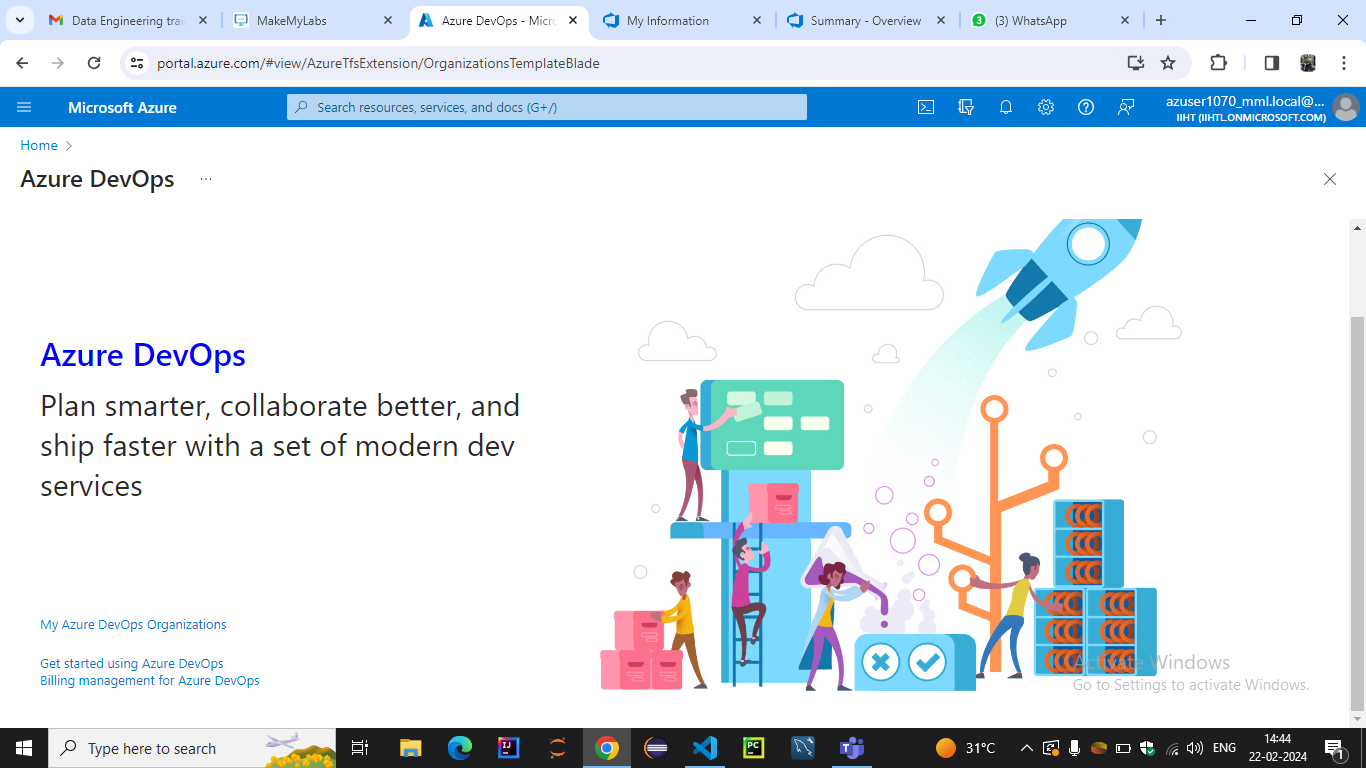 Data Engineering trai
MakeMyLabs
Azure DevOps - Micro
My Information
Summary - Overview
3
(3) WhatsApp
portal.azure.com/#view/AzureTfsExtension/OrganizationsTemplateBlade
Microsoft Azure
Search resources, services, and docs (G+/)
azuser1070_mml.local@...
IIHT (IIHTL.ONMICROSOFT.COM)
Home
Azure DevOps
...
Azure DevOps
Plan smarter, collaborate better, and
ship faster with a set of modern dev
services
My Azure DevOps Organizations
Get started using Azure DevOps
Billing management for Azure DevOps
Activate Windows
Go to Settings to activate Windows.
Type here to search
IJ
PC
31°C
ENG
14:44
22-02-2024
1